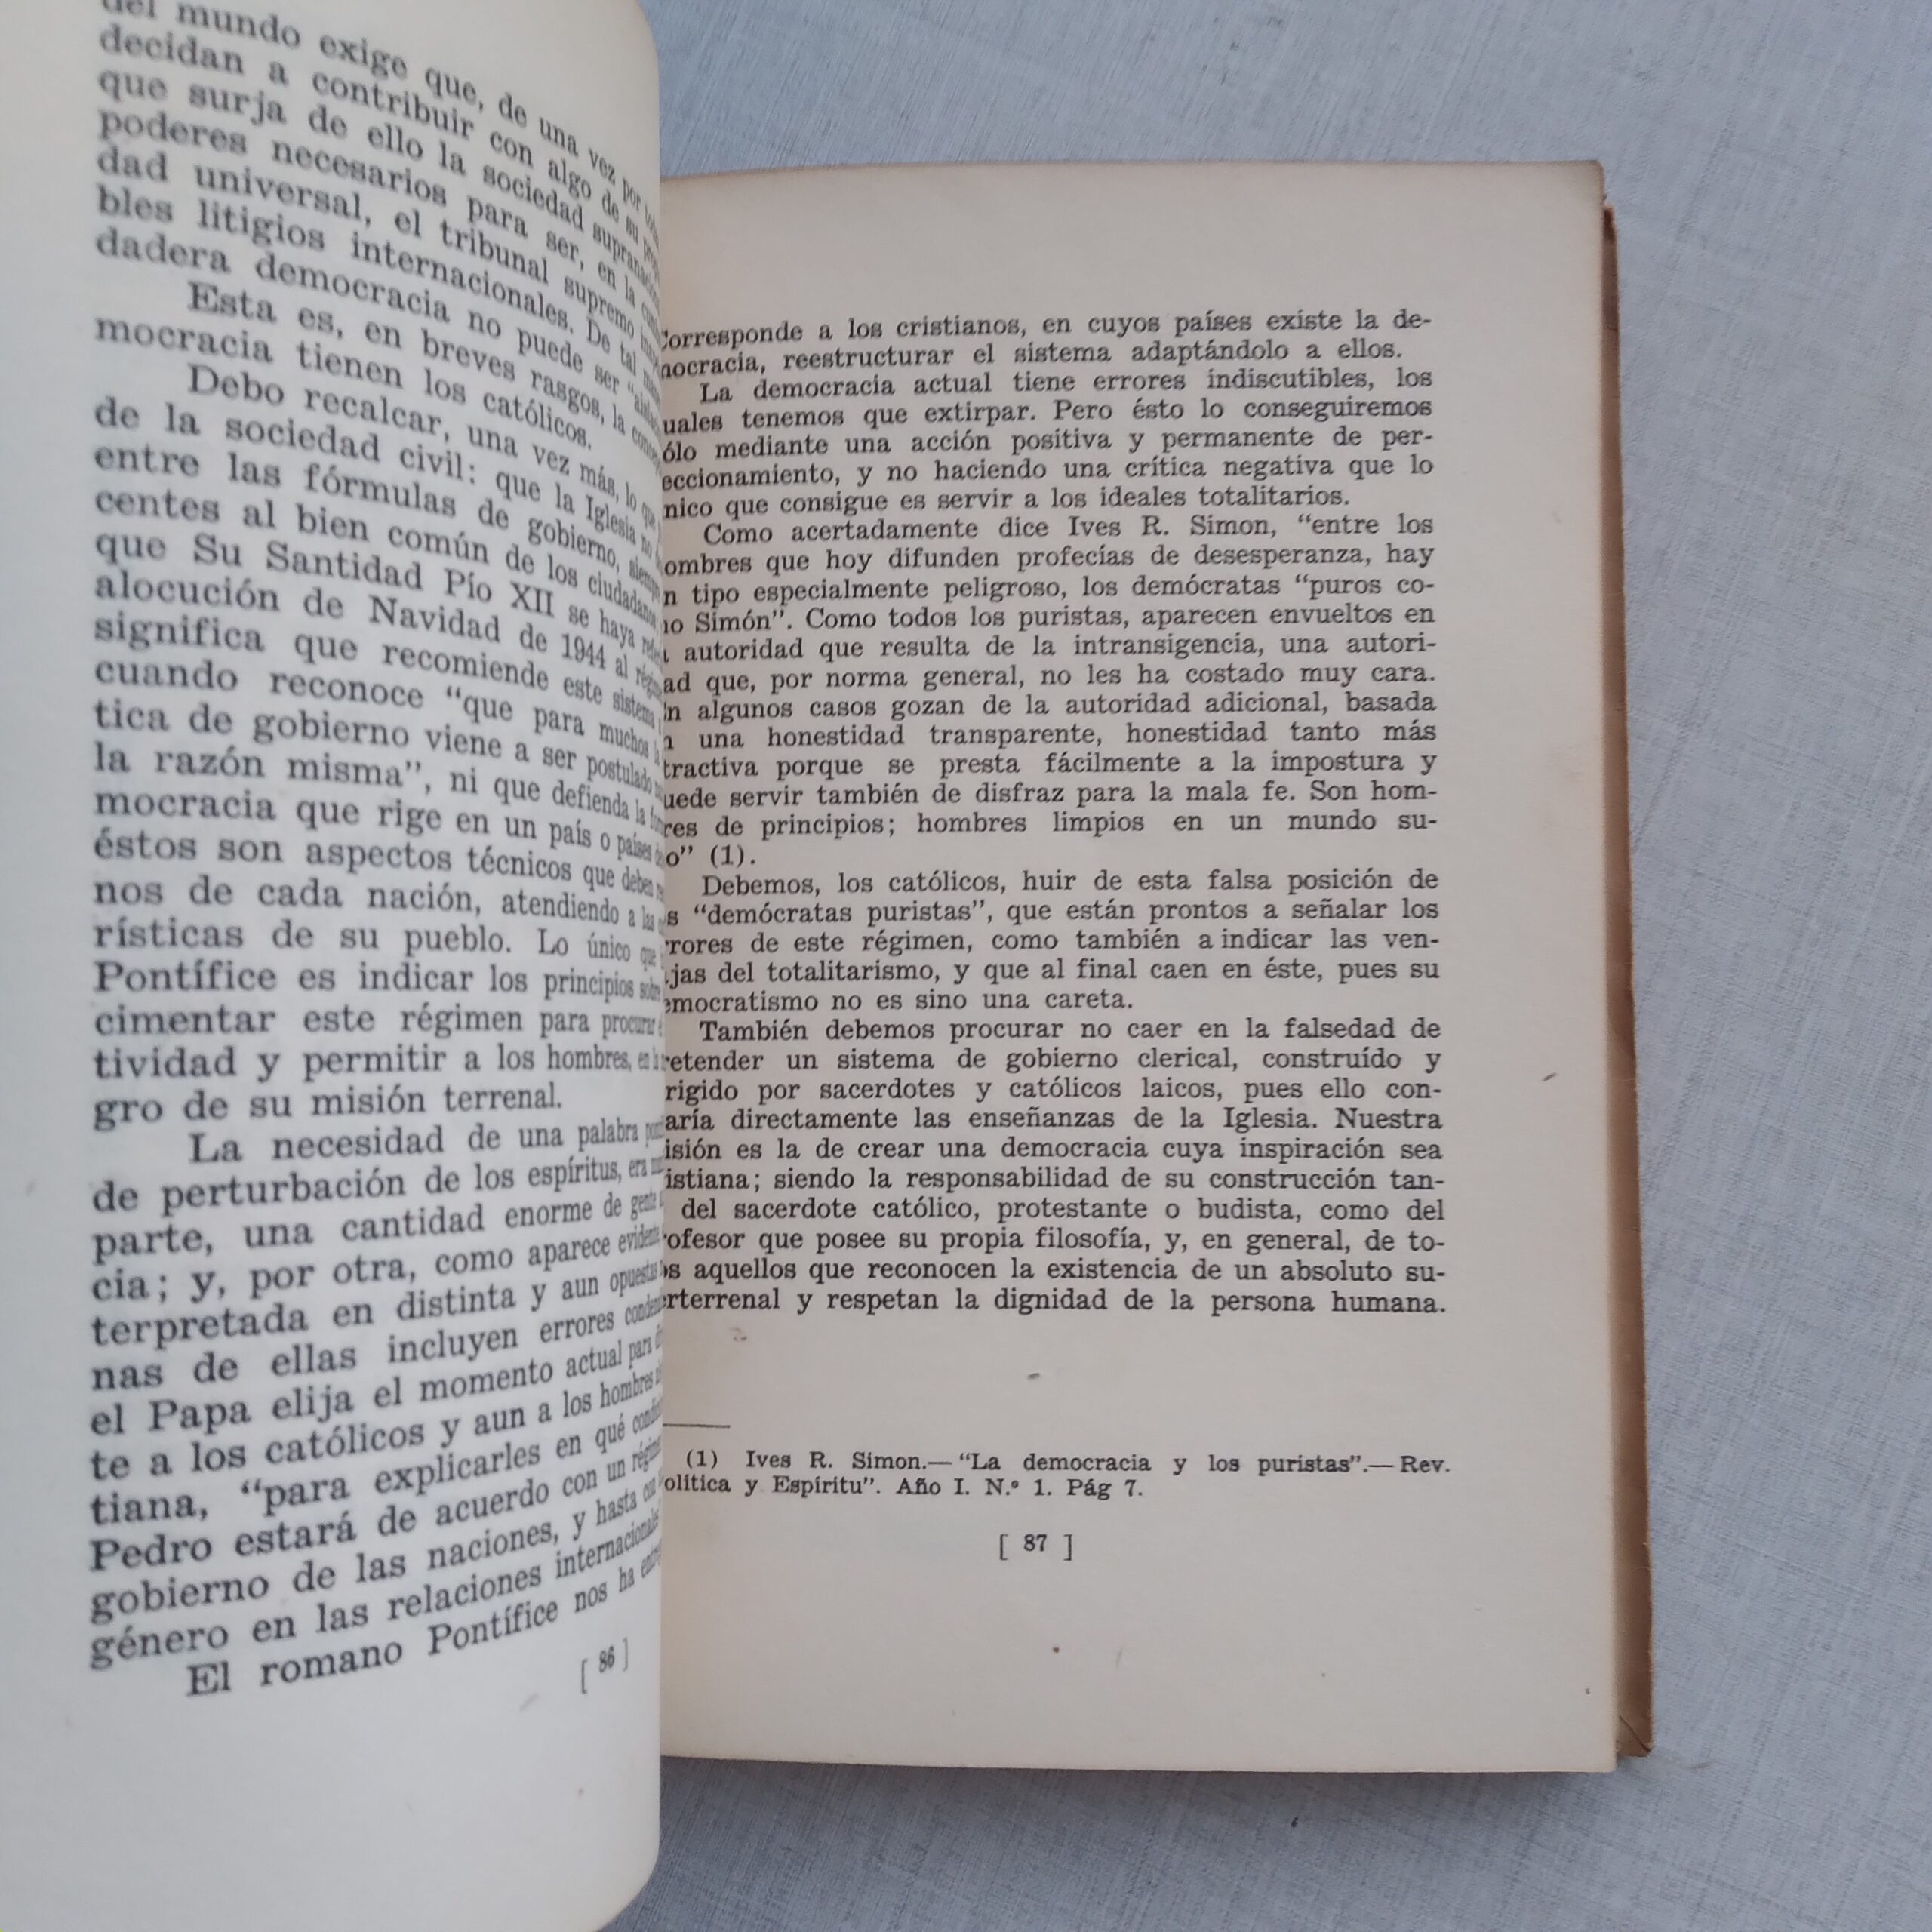 del mundo exige que, de una vez por
decidan a contribuir con algo de su
que surja de ello la sociedad
poderes necesarios para ser, en la
dad universal, el tribunal supremo
bles litigios internacionales. De tal
dadera democracia no puede ser
Esta es, en breves rasgos, la
mocracia tienen los católicos.
Debo recalcar, una vez más, lo que
de la sociedad civil: que la Iglesia no
entre las fórmulas de gobierno,
centes al bien común de los ciudadanos
que Su Santidad Pío XII se haya
alocución de Navidad de 1944 al
significa que recomiende este sistema
cuando reconoce “que para muchos
tica de gobierno viene a ser postulado
la razón misma”, ni que defienda la
mocracia que rige en un país o países
éstos son aspectos técnicos que deben
nos de cada nación, atendiendo a las
rísticas de su pueblo. Lo único que
Pontífice es indicar los principios
cimentar este régimen para procurar
tividad y permitir a los hombres,
gro de su misión terrenal.
La necesidad de una palabra
de perturbación de los espíritus, era
parte, una cantidad enorme de
cia; y, por otra, como aparece
terpretada en distinta y aun opuestas
nas de ellas incluyen errores
el Papa elija el momento actual para
te a los católicos y aun a los hombres
tiana, “para explicarles en qué
Pedro estará de acuerdo con un
gobierno de las naciones, y hasta con
género en las relaciones internacionales
El romano Pontífice nos ha
[ 86 ]
Corresponde a los cristianos, en cuyos países existe la de-
mocracia, reestructurar el sistema adaptándolo a ellos.
La democracia actual tiene errores indiscutibles, los
uales tenemos que extirpar. Pero ésto lo conseguiremos
ólo mediante una acción positiva y permanente de per-
eccionamiento, y no haciendo una crítica negativa que lo
nico que consigue es servir a los ideales totalitarios.
Como acertadamente dice Ives R. Simon, “entre los
ombres que hoy difunden profecías de desesperanza, hay
n tipo especialmente peligroso, los demócratas “puros co-
no Simón”. Como todos los puristas, aparecen envueltos en
autoridad que resulta de la intransigencia, una autori-
ad que, por norma general, no les ha costado muy cara.
En algunos casos gozan de la autoridad adicional, basada
n una honestidad transparente, honestidad tanto más
tractiva porque se presta fácilmente a la impostura y
uede servir también de disfraz para la mala fe. Son hom-
res de principios; hombres limpios en un mundo su-
o” (1).
Debemos, los católicos, huir de esta falsa posición de
s “demócratas puristas”, que están prontos a señalar los
rrores de este régimen, como también a indicar las ven-
jas del totalitarismo, y que al final caen en éste, pues su
emocratismo no es sino una careta.
También debemos procurar no caer en la falsedad de
retender un sistema de gobierno clerical, construído y
rigido por sacerdotes y católicos laicos, pues ello con-
aría directamente las enseñanzas de la Iglesia. Nuestra
isión es la de crear una democracia cuya inspiración sea
istiana; siendo la responsabilidad de su construcción tan-
del sacerdote católico, protestante o budista, como del
rofesor que posee su propia filosofía, y, en general, de to-
os aquellos que reconocen la existencia de un absoluto su-
erterrenal y respetan la dignidad de la persona humana.
(1) Ives R. Simon.— “La democracia y los puristas”.— Rev.
olítica y Espíritu”. Año I. N.º 1. Pág 7.
[ 87 ]